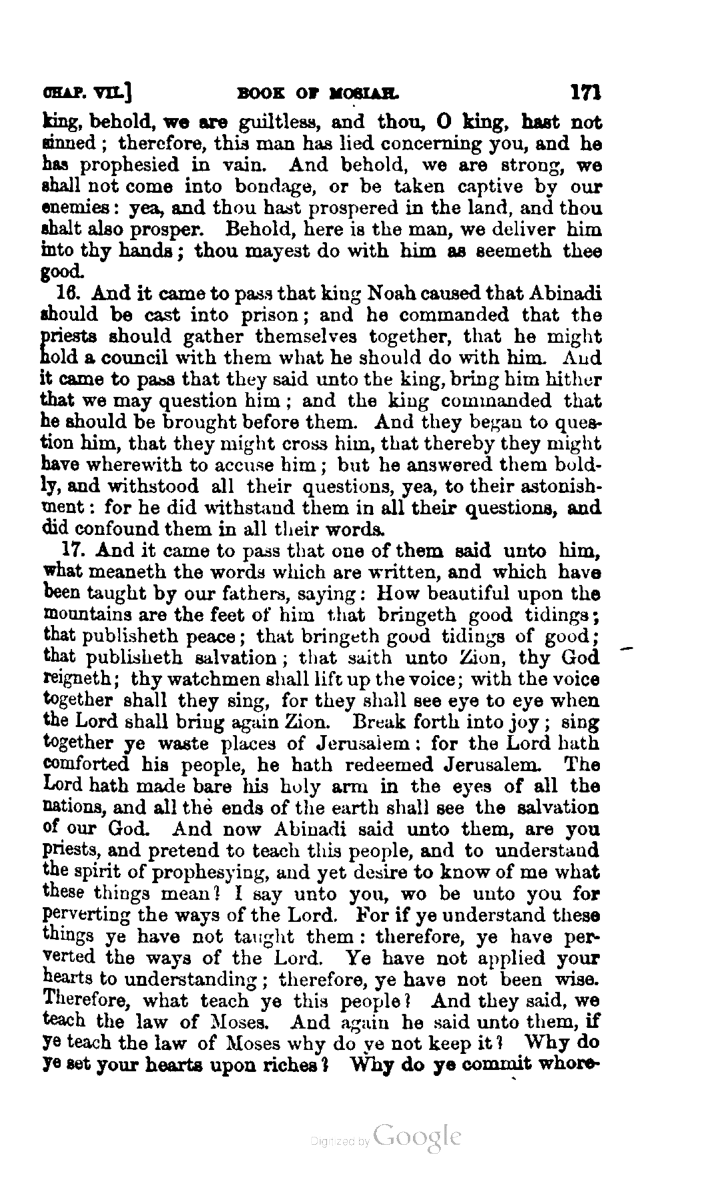 CHAP. VII.] BOOK OF MOSIAH. 171
king, behold, we are guiltless, and thou, O king, hast not
sinned; therefore, this man has lied concerning you, and he
has prophesied in vain. And behold, we are strong, we
shall not come into bondage, or be taken captive by our
enemies: yea, and thou hast prospered in the land, and thou
shalt also prosper. Behold, here is the man, we deliver him
into thy hands; thou mayest do with him as seemeth thee
good.
16. And it came to pass that king Noah caused that Abinadi
should be cast into prison; and he commanded that the
priests should gather themselves together, that he might
hold a council with them what he should do with him. And
it came to pass that they said unto the king, bring him hither
that we may question him; and the king commanded that
he should be brought before them. And they began to ques-
tion him, that they might cross him, that thereby they might
have wherewith to accuse him; but he answered them bold-
ly, and withstood all their questions, yea, to their astonish-
ment: for he did withstand them in all their questions, and
did confound them in all their words.
17. And it came to pass that one of them said unto him,
what meaneth the words which are written, and which have
been taught by our fathers, saying: How beautiful upon the
mountains are the feet of him that bringeth good tidings;
that publisheth peace; that bringeth good tidings of good;
that publisheth salvation; that saith unto Zion, thy God
reigneth; thy watchmen shall lift up the voice; with the voice
together shall they sing, for they shall see eye to eye when
the Lord shall bring again Zion. Break forth into joy; sing
together ye waste places of Jerusalem: for the Lord hath
comforted his people, he hath redeemed Jerusalem. The
Lord hath made bare his holy arm in the eyes of all the
nations, and all the ends of the earth shall see the salvation
of our God. And now Abinadi said unto them, are you
priests, and pretend to teach this people, and to understand
the spirit of prophesying, and yet desire to know of me what
these things mean? I say unto you, wo be unto you for
perverting the ways of the Lord. For if ye understand these
things ye have not taught them: therefore, ye have per-
verted the ways of the Lord. Ye have not applied your
hearts to understanding; therefore, ye have not been wise.
Therefore, what teach ye this people? And they said, we
teach the law of Moses. And again he said unto them, if
ye teach the law of Moses why do ye not keep it? Why do
ye set your hearts upon riches? Why do ye commit whore-
Digitized by Google